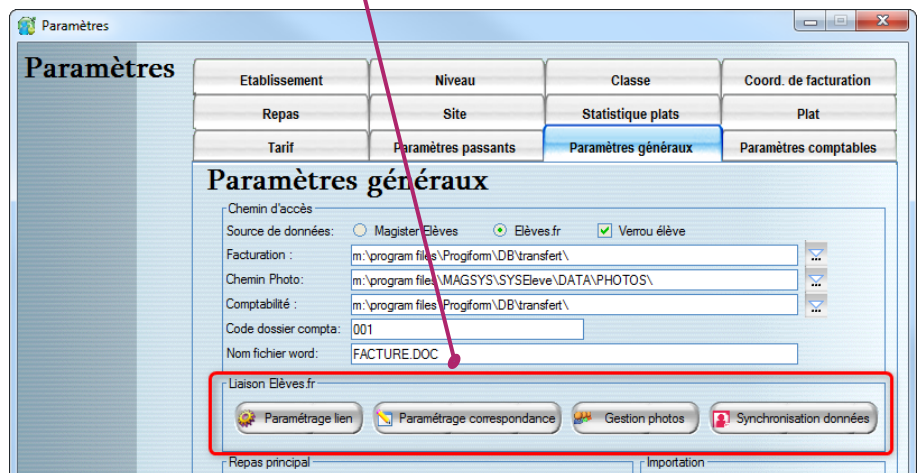 Paramètres
Paramètres
Etablissement Niveau Classe Coord. de facturation
Repas Site Statistique plats Plat
Tarif Paramètres passants Paramètres généraux Paramètres comptables
Paramètres généraux
Chemin d'accès
Source de données: Magister Elèves Elèves.fr Verrou élève
Facturation : m:\program files\Progiform\DB\transfert\
Chemin Photo: m:\program files\MAGSYS\SYSEleve\DATA\PHOTOS\
Comptabilité : m:\program files\Progiform\DB\transfert\
Code dossier compta: 001
Nom fichier word: FACTURE.DOC
Liaison Elèves.fr
Paramétrage lien Paramétrage correspondance Gestion photos Synchronisation données
Repas principal Importation